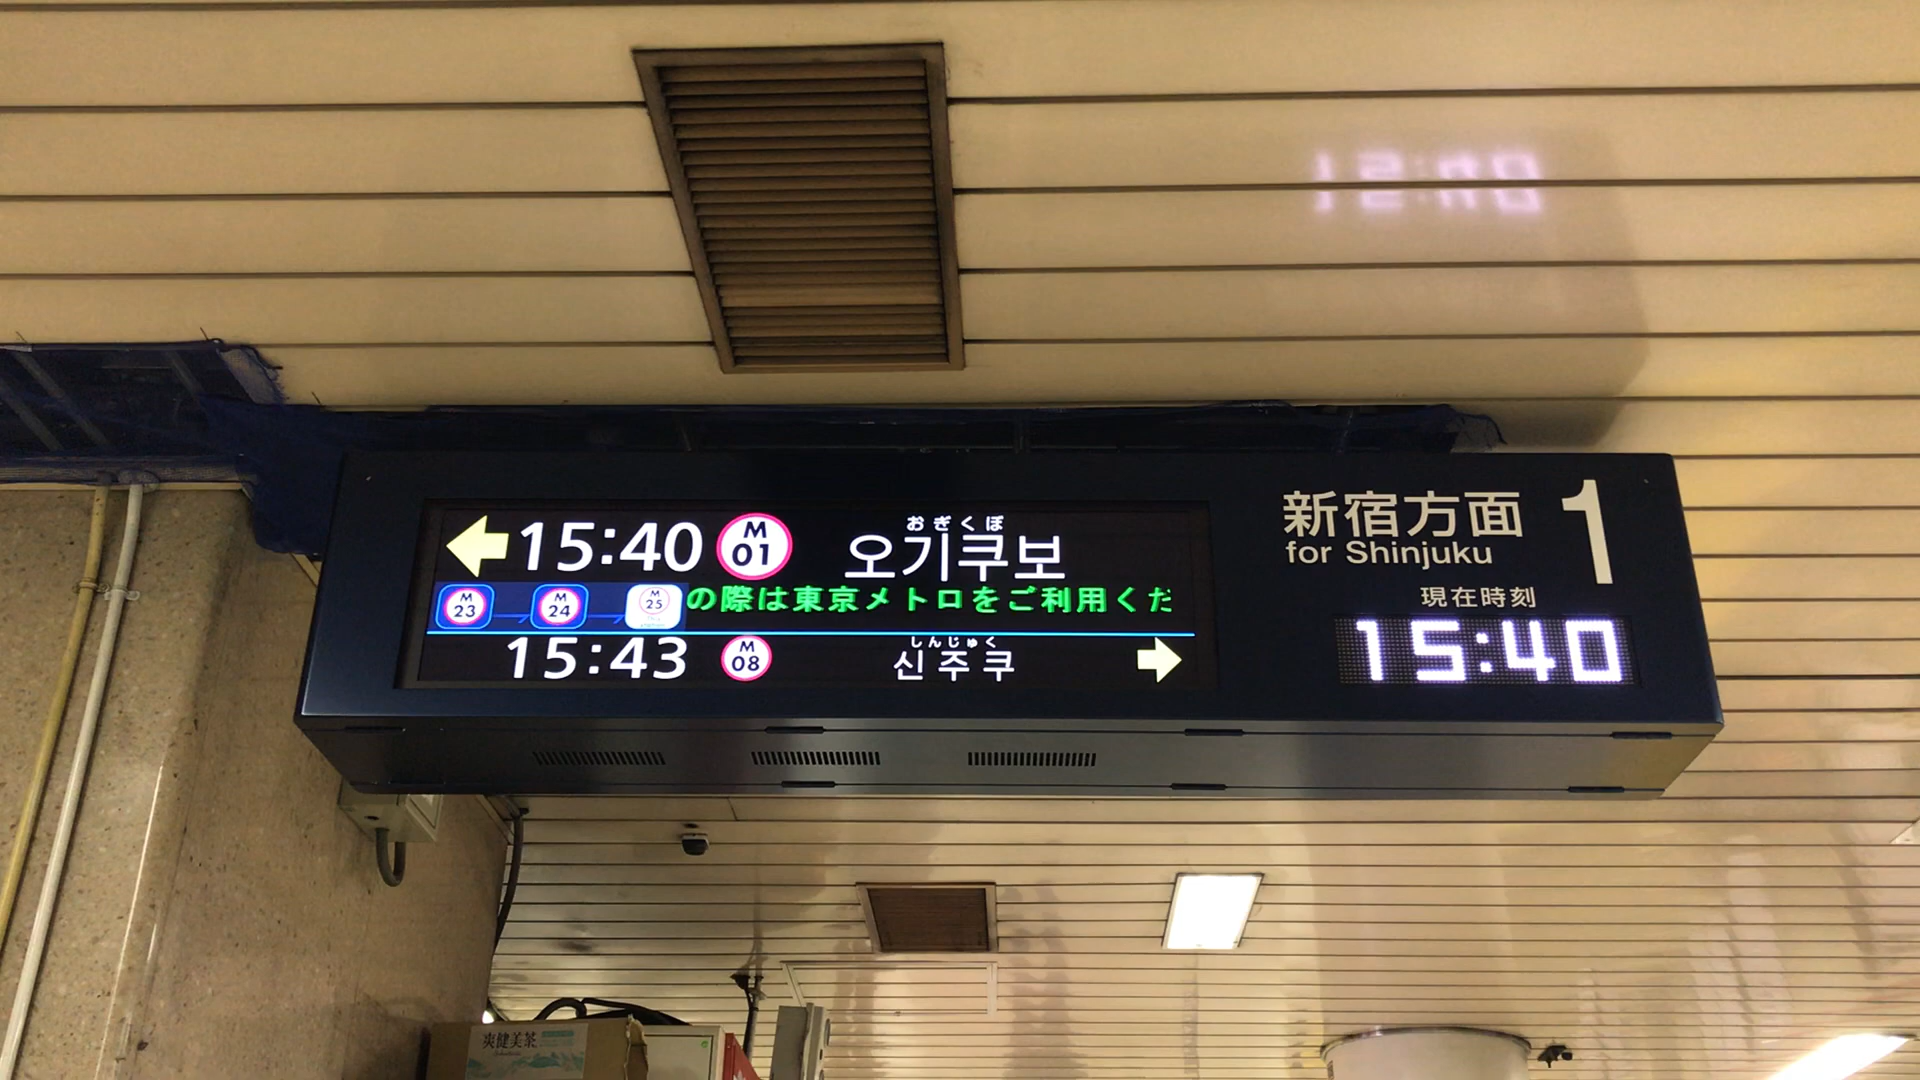 新宿方面 1
for Shinjuku
現在時刻
15:40
おぎくぼ
15:40 M 01 오기쿠보
M 23 M 24 M 25 の際は東京メトロをご利用くだ
しんじゅく
15:43 M 08 신주쿠
爽健美茶